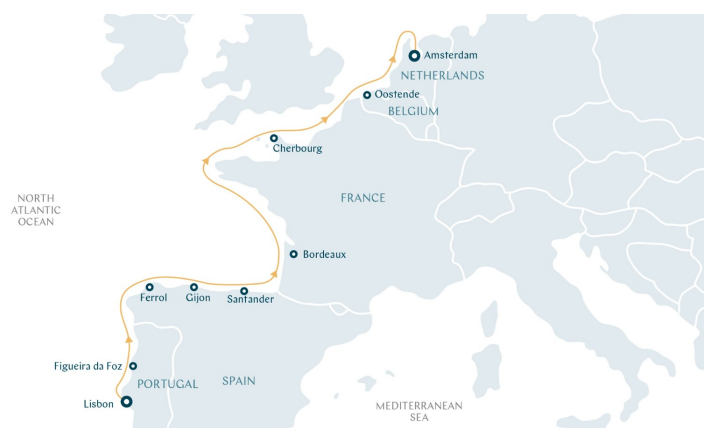 Amsterdam
NETHERLANDS
Oostende
BELGIUM
Cherbourg
NORTH
ATLANTIC
OCEAN
FRANCE
Bordeaux
Ferrol
Gijon
Santander
Figueira da Foz
PORTUGAL
SPAIN
Lisbon
MEDITERRANEAN
SEA